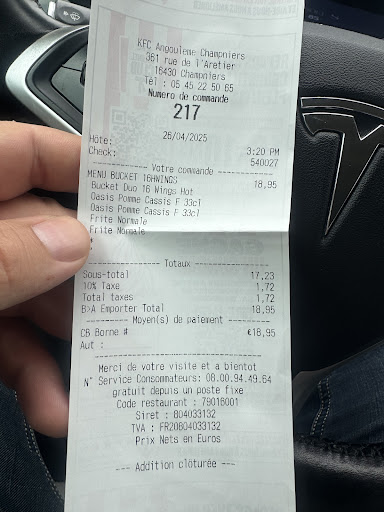 KFC Angouleme Champniers
361 rue de l'Aretier
16430 Champniers
Tél : 05 45 22 50 65
Numero de commande
217
26/04/2025
Hôte: 3:20 PM
Check: 540027
---------- Votre commande ----------
MENU BUCKET 16HWINGS 18,95
Bucket Duo 16 Wings Hot
Oasis Pomme Cassis F 33cl
Oasis Pomme Cassis F 33cl
Frite Normale
Frite Normale
*
*
---------- Totaux ----------
Sous-total 17,23
10% Taxe 1,72
Total taxes 1,72
B>A Emporter Total 18,95
---------- Moyen(s) de paiement ----------
CB Borne # €18,95
Aut :
----------
Merci de votre visite et a bientot
N° Service Consommateurs: 08.00.94.49.64
gratuit depuis un poste fixe
Code restaurant : 79016001
Siret : 804033132
TVA : FR20804033132
Prix Nets en Euros
--- Addition clôturée ---